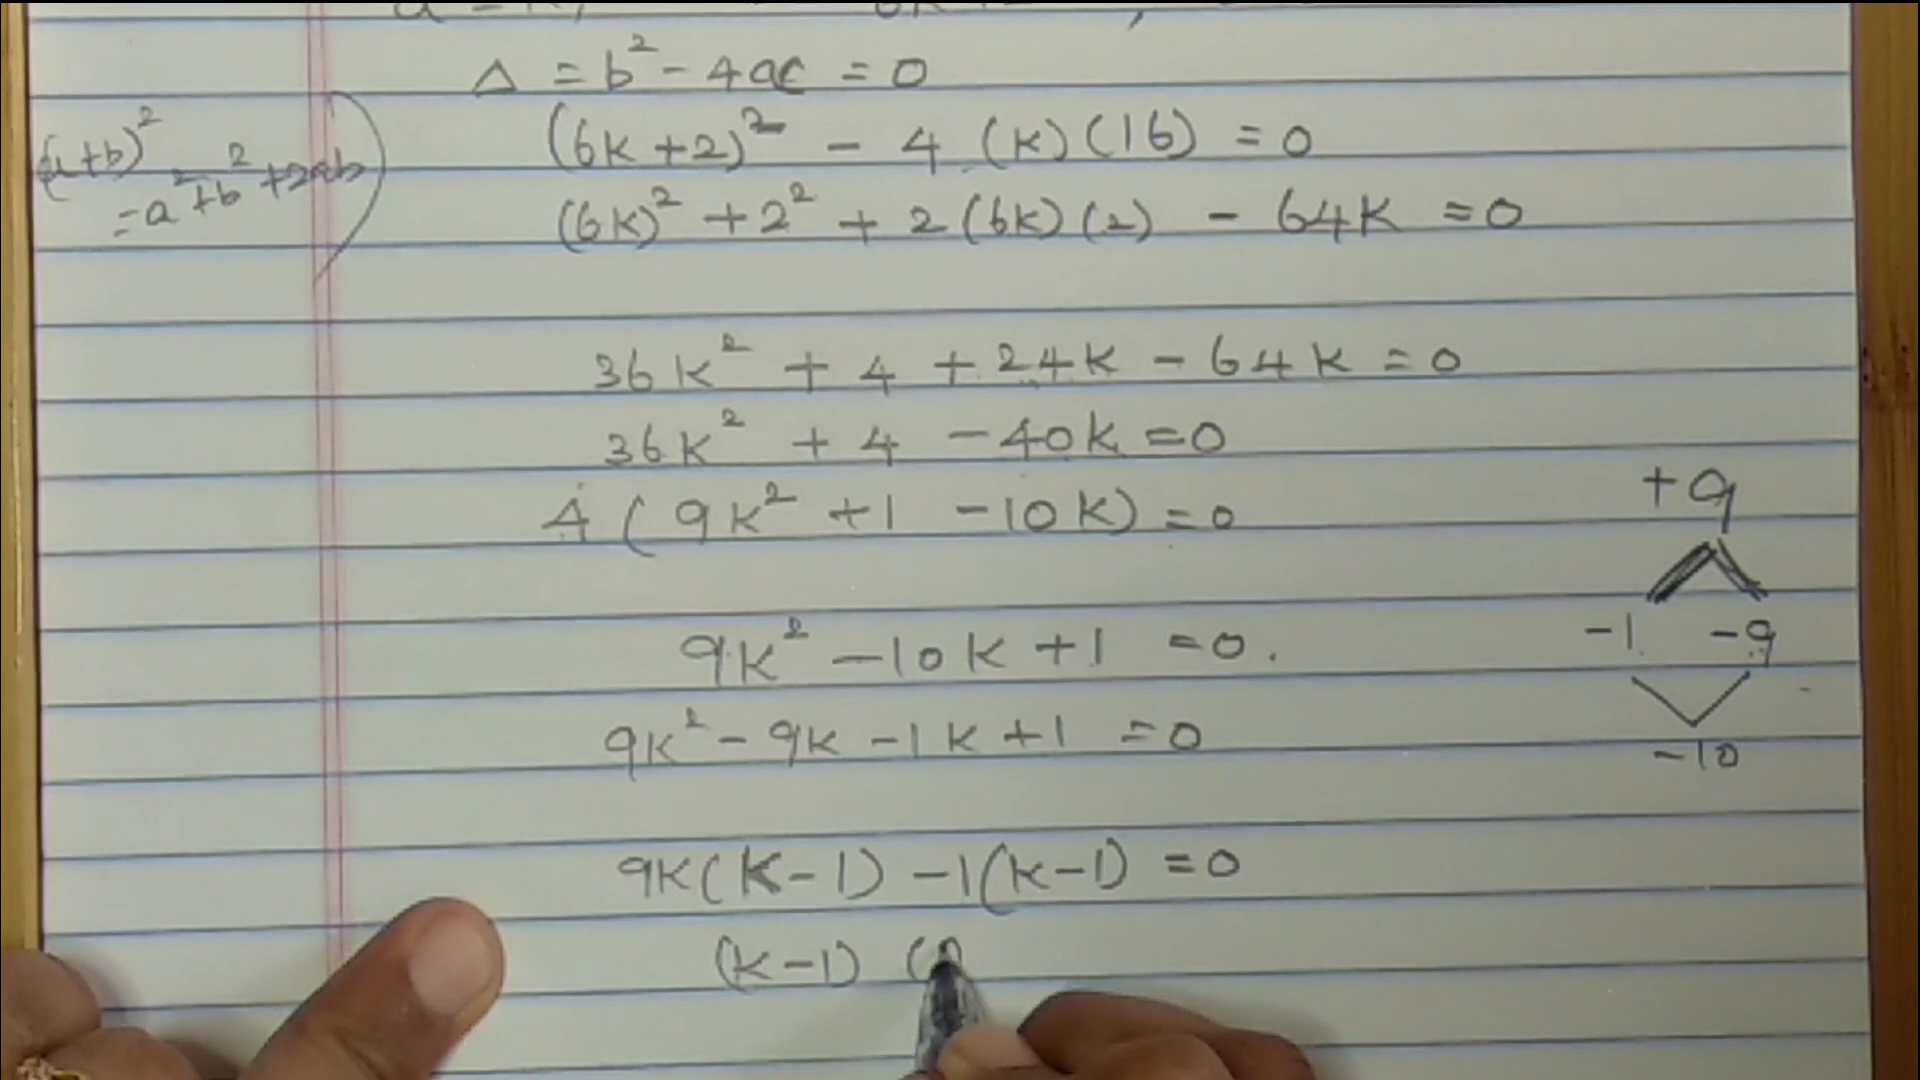 Δ = b² - 4ac = 0
(6k + 2)² - 4 (k) (16) = 0
(a+b)²
= a² + b² + 2ab
(6k)² + 2² + 2 (6k) (2) - 64k = 0
36k² + 4 + 24k - 64k = 0
36k² + 4 - 40k = 0
4 ( 9k² + 1 - 10k) = 0
+9
-1 -9
-10
9k² - 10k + 1 = 0.
9k² - 9k - 1k + 1 = 0
9k(k-1) -1(k-1) = 0
(k-1) (